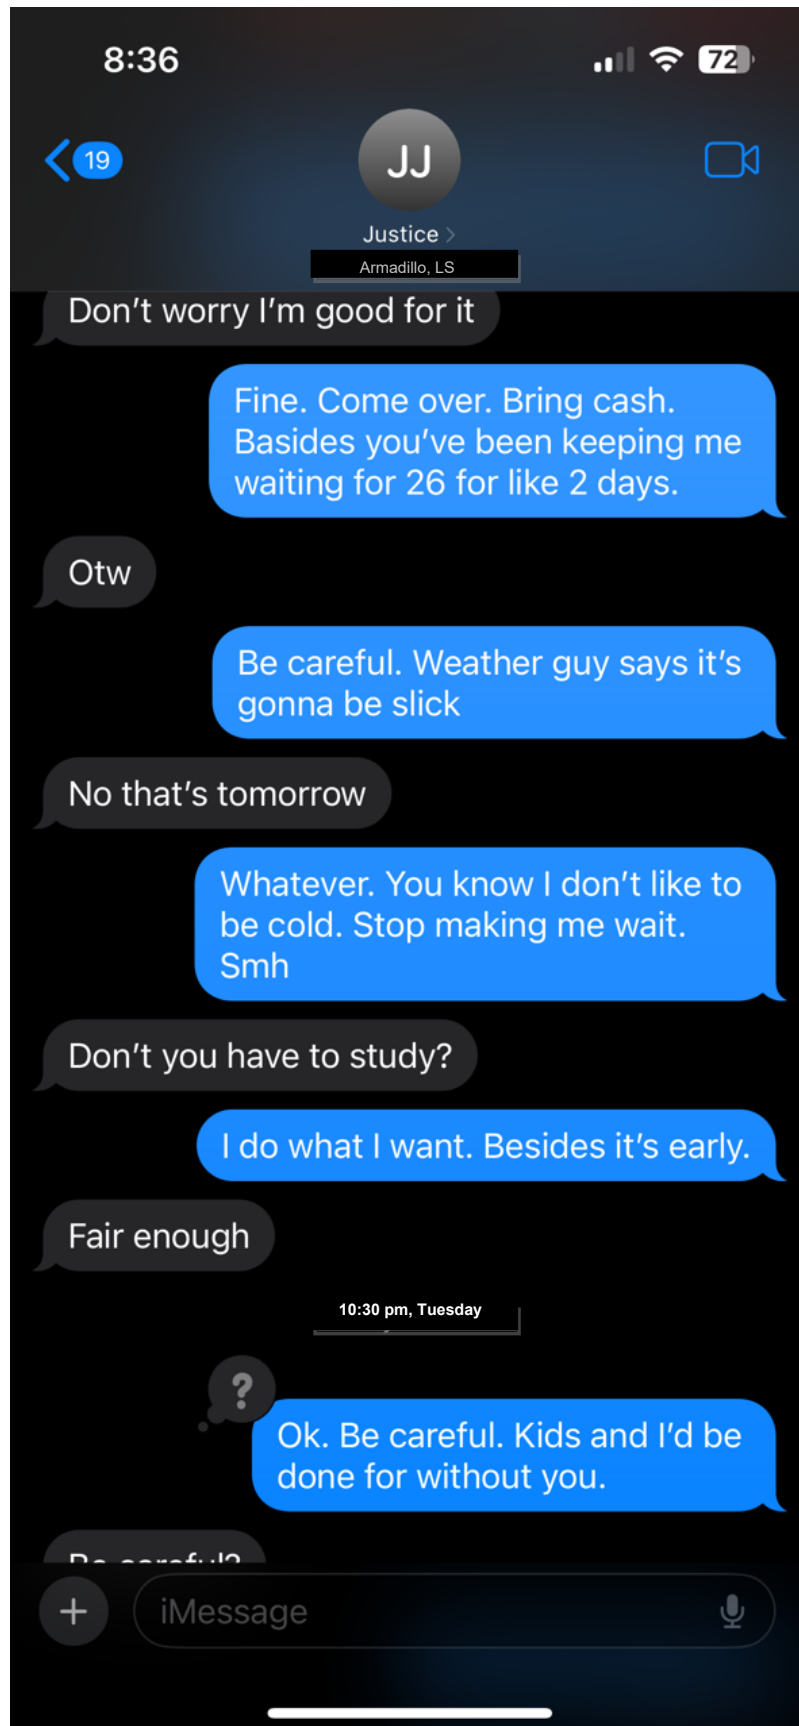 8:36
72
19
JJ
Justice
Armadillo, LS
Don’t worry I’m good for it
Fine. Come over. Bring cash.
Basides you’ve been keeping me
waiting for 26 for like 2 days.
Otw
Be careful. Weather guy says it’s
gonna be slick
No that’s tomorrow
Whatever. You know I don’t like to
be cold. Stop making me wait.
Smh
Don’t you have to study?
I do what I want. Besides it’s early.
Fair enough
10:30 pm, Tuesday
?
Ok. Be careful. Kids and I’d be
done for without you.
Be careful?
iMessage